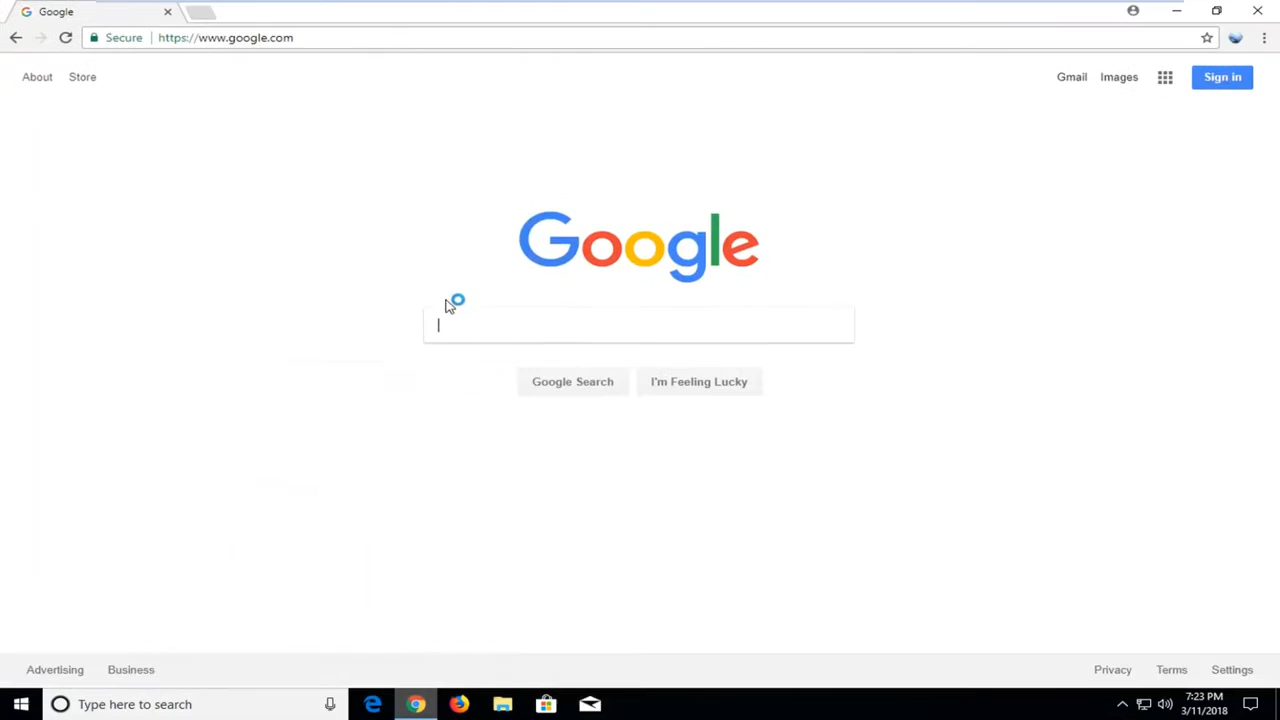 Google
Secure https://www.google.com
About Store Gmail Images Sign in
Google
Google Search I'm Feeling Lucky
Advertising Business Privacy Terms Settings
Type here to search
7:23 PM
3/11/2018